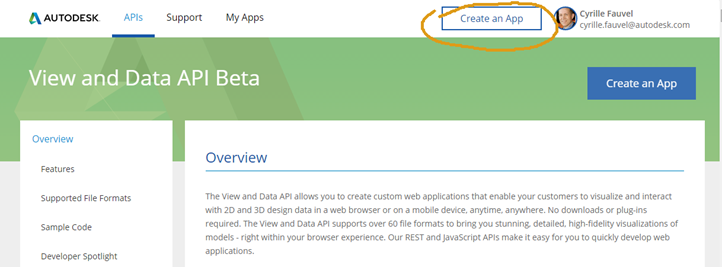 AUTODESK.
APIs
Support
My Apps
Create an App
Cyrille Fauvel
cyrille.fauvel@autodesk.com
View and Data API Beta
Create an App
Overview
Features
Supported File Formats
Sample Code
Developer Spotlight
Overview
The View and Data API allows you to create custom web applications that enable your customers to visualize and interact
with 2D and 3D design data in a web browser or on a mobile device, anytime, anywhere. No downloads or plug-ins
required. The View and Data API supports over 60 file formats to bring you stunning, detailed, high-fidelity visualizations of
models - right within your browser experience. Our REST and JavaScript APIs make it easy for you to quickly develop web
applications.